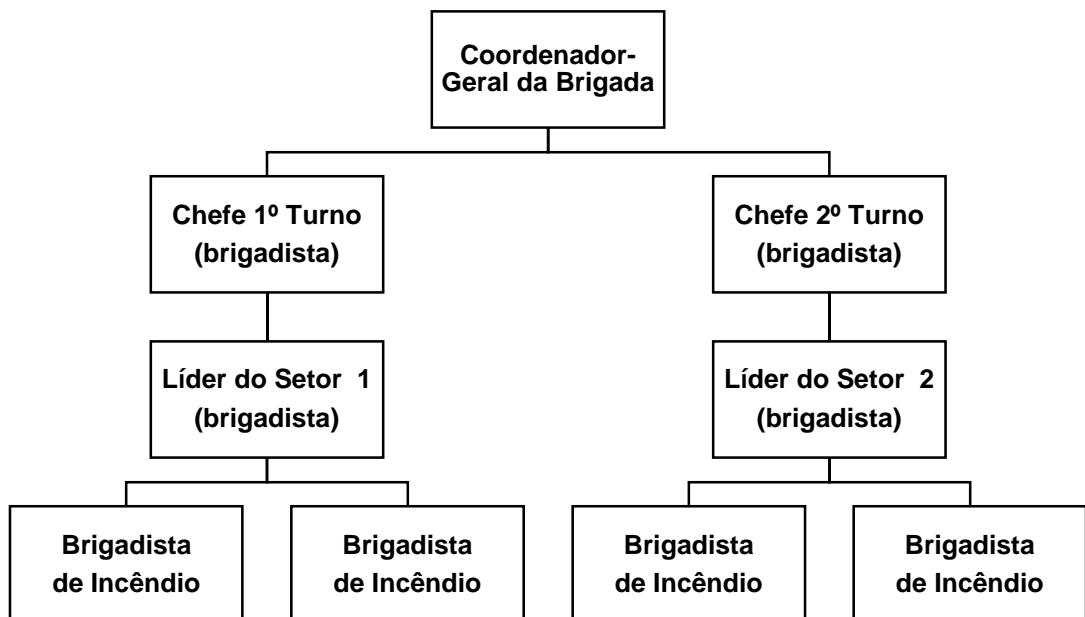 Coordenador-
Geral da Brigada
Chefe 1º Turno
(brigadista)
Chefe 2º Turno
(brigadista)
Líder do Setor  1
(brigadista)
Líder do Setor  2
(brigadista)
Brigadista
de Incêndio
Brigadista
de Incêndio
Brigadista
de Incêndio
Brigadista
de Incêndio